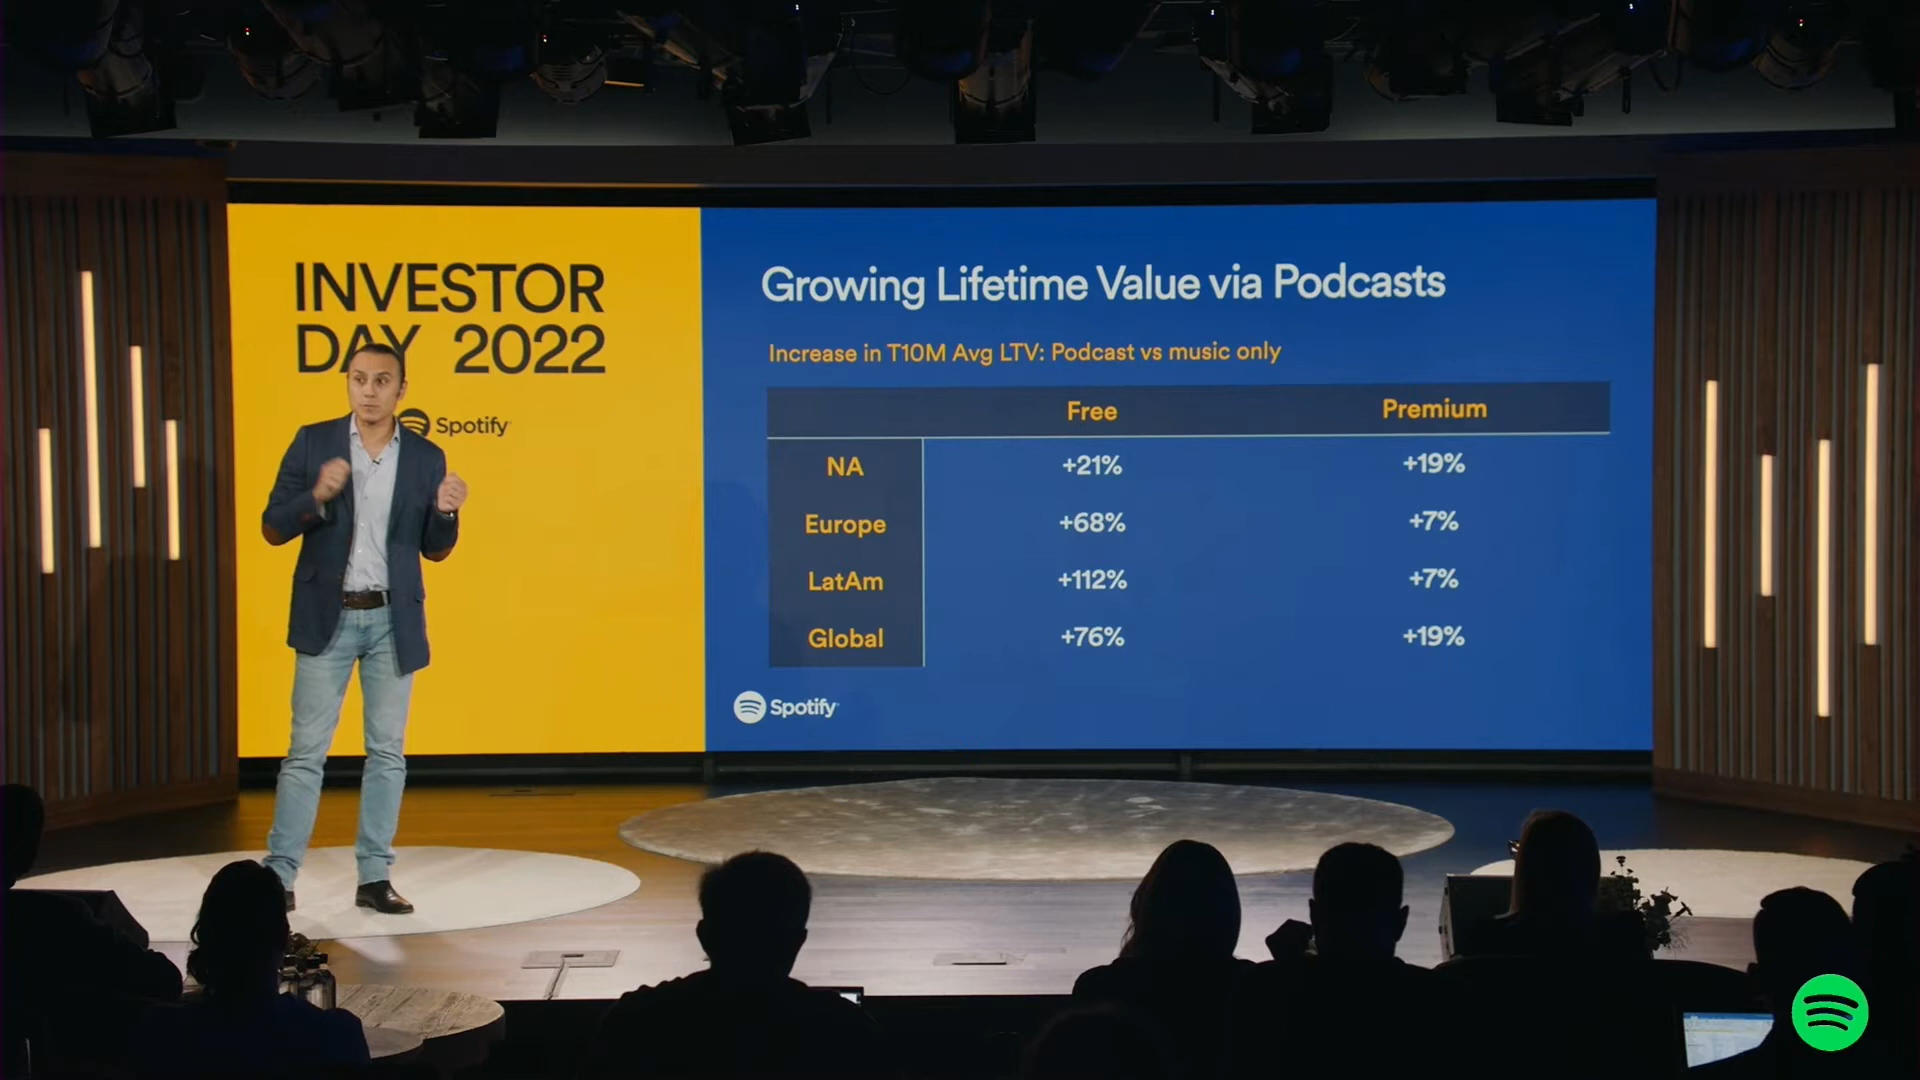 INVESTOR
DAY 2022
Spotify
Growing Lifetime Value via Podcasts
Increase in T10M Avg LTV: Podcast vs music only
Free Premium
NA +21% +19%
Europe +68% +7%
LatAm +112% +7%
Global +76% +19%
Spotify